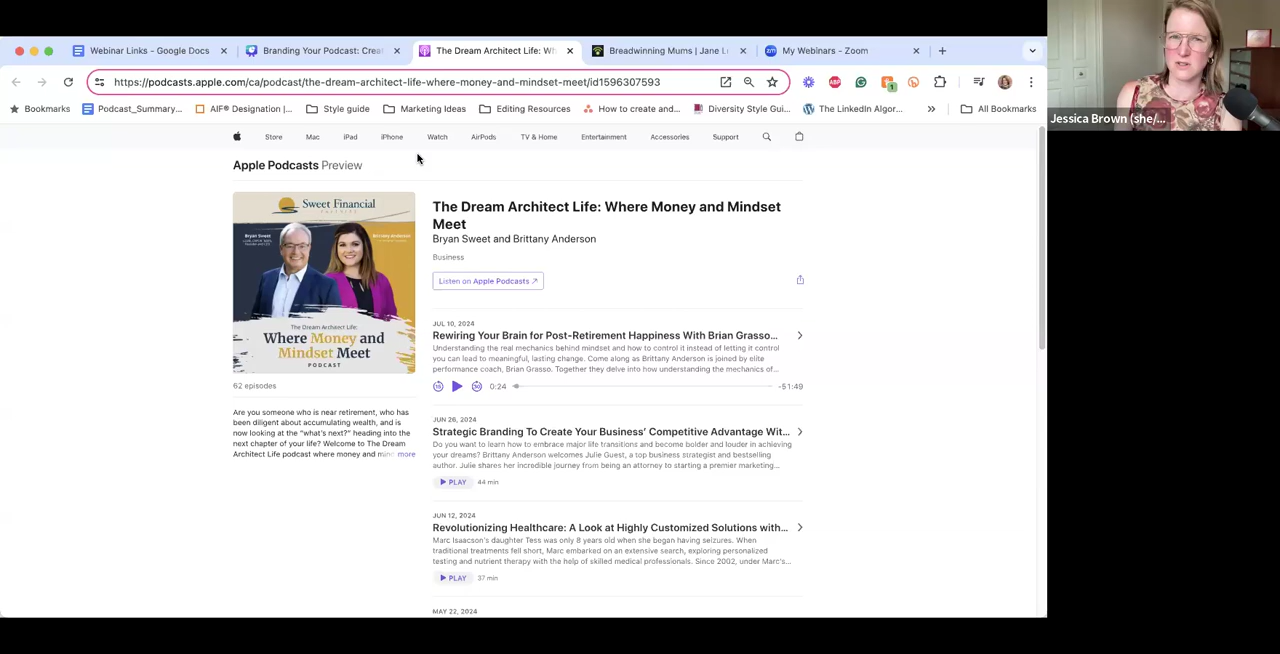 Webinar Links - Google Docs
Branding Your Podcast: Creat
The Dream Architect Life: Wh
Breadwinning Mums | Jane L
My Webinars - Zoom
https://podcasts.apple.com/ca/podcast/the-dream-architect-life-where-money-and-mindset-meet/id1596307593
Bookmarks
Podcast_Summary...
AIF® Designation |...
Style guide
Marketing Ideas
Editing Resources
How to create and...
Diversity Style Gui...
The LinkedIn Algor...
All Bookmarks
Jessica Brown (she/...
Store Mac iPad iPhone Watch AirPods TV & Home Entertainment Accessories Support
Apple Podcasts Preview
Sweet Financial
PARTNERS
Bryan Sweet
Brittany Anderson
The Dream Architect Life:
Where Money and
Mindset Meet
PODCAST
62 episodes
Are you someone who is near retirement, who has
been diligent about accumulating wealth, and is
now looking at the "what's next?" heading into the
next chapter of your life? Welcome to The Dream
Architect Life podcast where money and mind more
The Dream Architect Life: Where Money and Mindset
Meet
Bryan Sweet and Brittany Anderson
Business
Listen on Apple Podcasts ↗
JUL 10, 2024
Rewiring Your Brain for Post-Retirement Happiness With Brian Grasso...
Understanding the real mechanics behind mindset and how to control it instead of letting it control
you can lead to meaningful, lasting change. Come along as Brittany Anderson is joined by elite
performance coach, Brian Grasso. Together they delve into how understanding the mechanics of...
15 30 0:24 -51:49
JUN 26, 2024
Strategic Branding To Create Your Business' Competitive Advantage Wit...
Do you want to learn how to embrace major life transitions and become bolder and louder in achieving
your dreams? Brittany Anderson welcomes Julie Guest, a top business strategist and bestselling
author. Julie shares her incredible journey from being an attorney to starting a premier marketing...
PLAY 44 min
JUN 12, 2024
Revolutionizing Healthcare: A Look at Highly Customized Solutions with...
Marc Isaacson's daughter Tess was only 8 years old when she began having seizures. When
traditional treatments fell short, Marc embarked on an extensive search, exploring personalized
testing and nutrient therapy with the help of skilled medical professionals. Since 2002, under Marc's...
PLAY 37 min
MAY 22, 2024